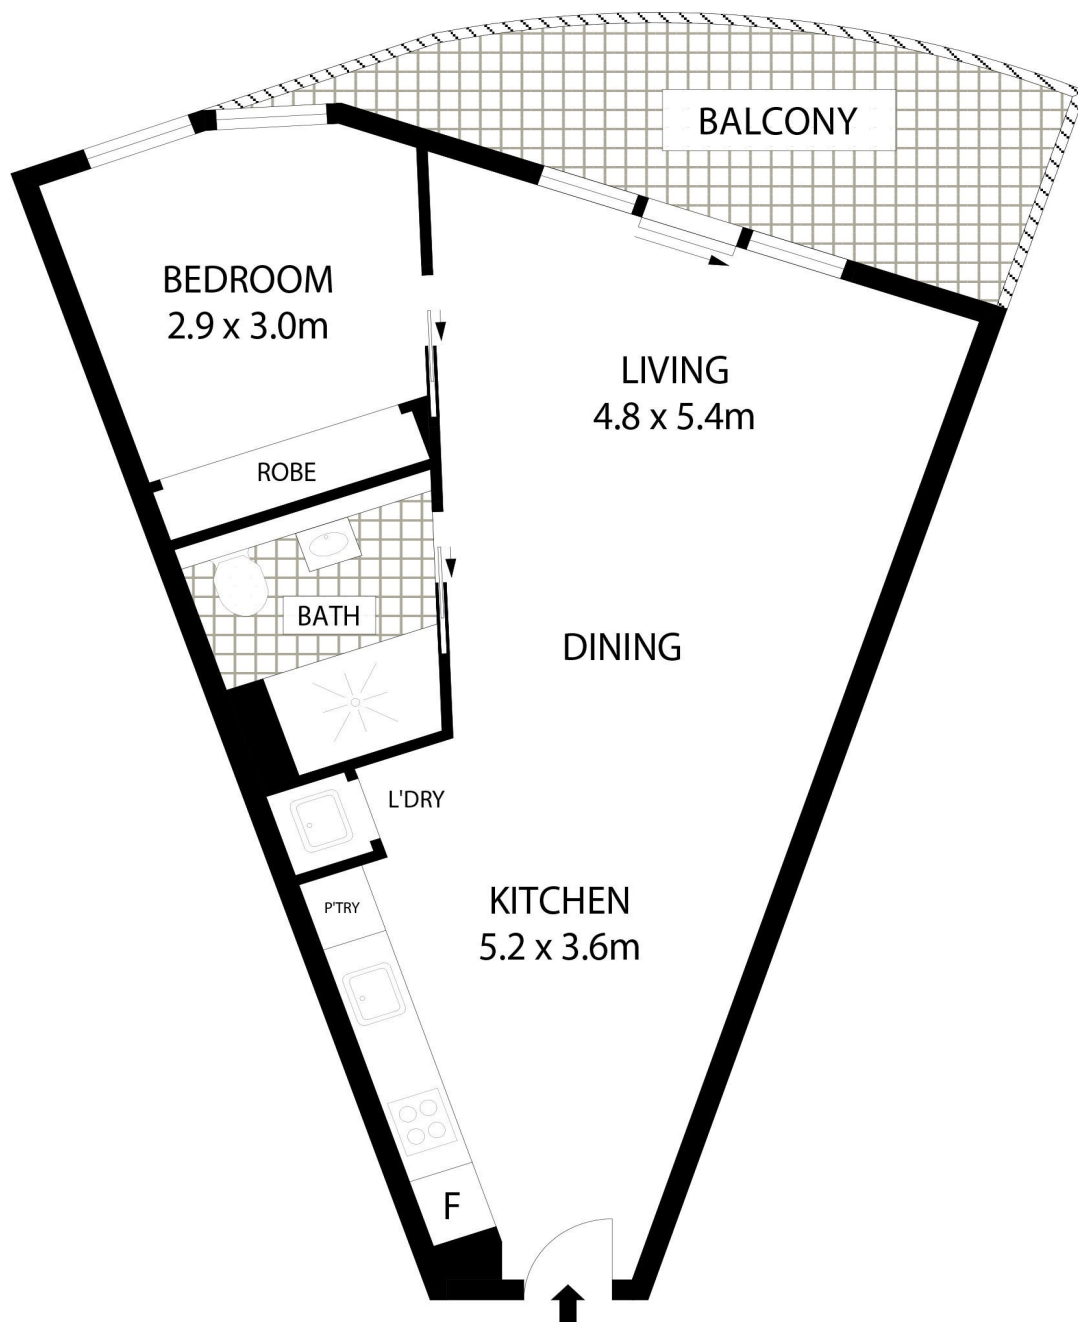 BALCONY
BEDROOM
2.9 x 3.0m
LIVING
4.8 x 5.4m
ROBE
BATH
DINING
L'DRY
KITCHEN
5.2 x 3.6m
P'TRY
F